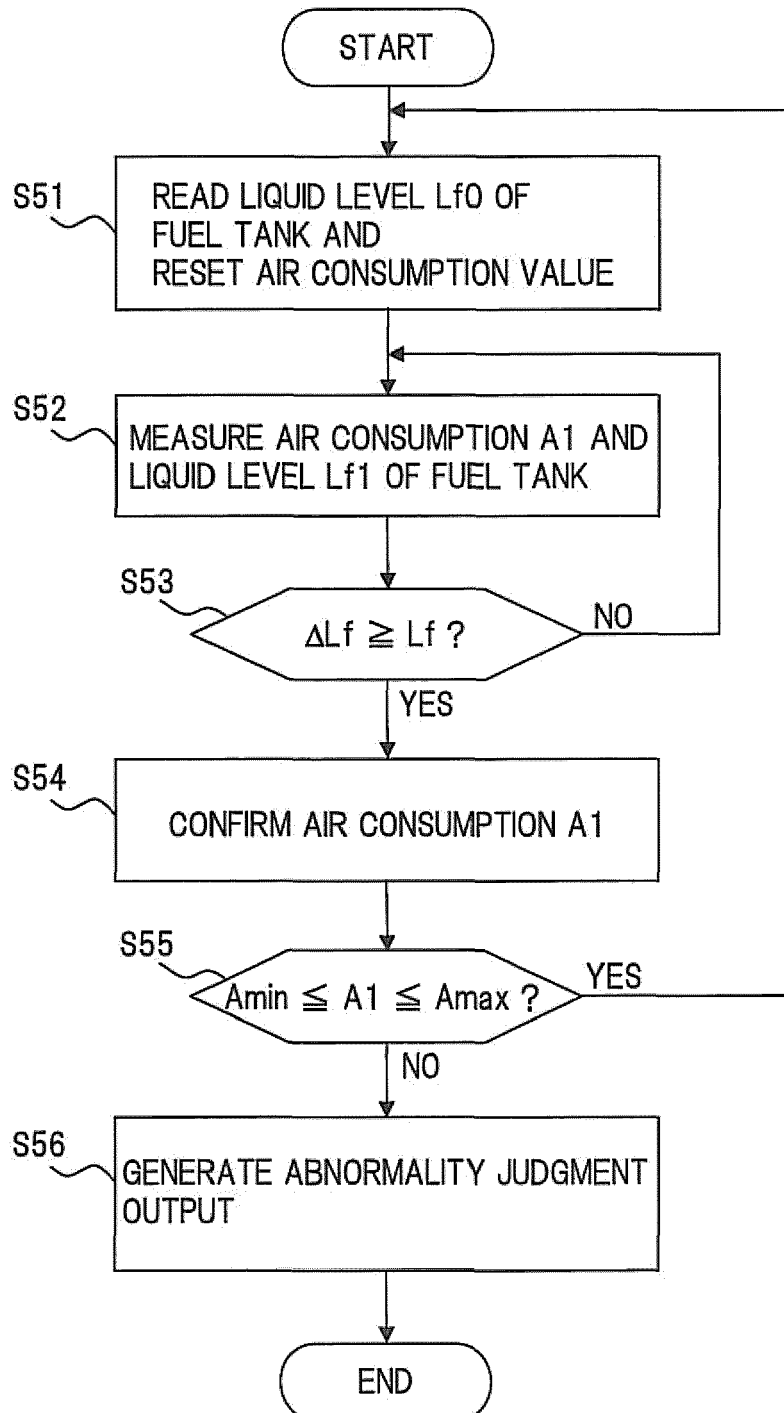 START
S51
READ LIQUID LEVEL Lf0 OF
FUEL TANK AND
RESET AIR CONSUMPTION VALUE
S52
MEASURE AIR CONSUMPTION A1 AND
LIQUID LEVEL Lf1 OF FUEL TANK
S53
ΔLf ≧ Lf ?
NO
YES
S54
CONFIRM AIR CONSUMPTION A1
S55
Amin ≦ A1 ≦ Amax ?
YES
NO
S56
GENERATE ABNORMALITY JUDGMENT
OUTPUT
END